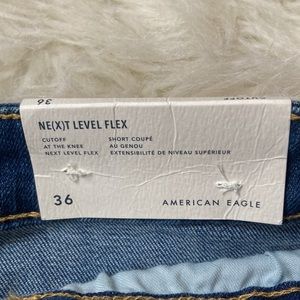 36
CUTOFF
NE(X)T LEVEL FLEX
CUTOFF
AT THE KNEE
NEXT LEVEL FLEX
SHORT COUPÉ
AU GENOU
EXTENSIBILITÉ DE NIVEAU SUPÉRIEUR
36
AMERICAN EAGLE